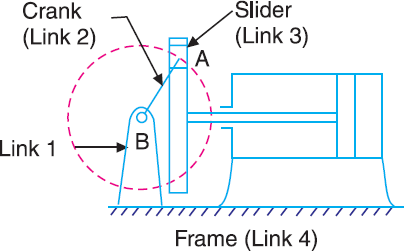 Crank
(Link 2)
Slider
(Link 3)
A
B
Link 1
Frame (Link 4)